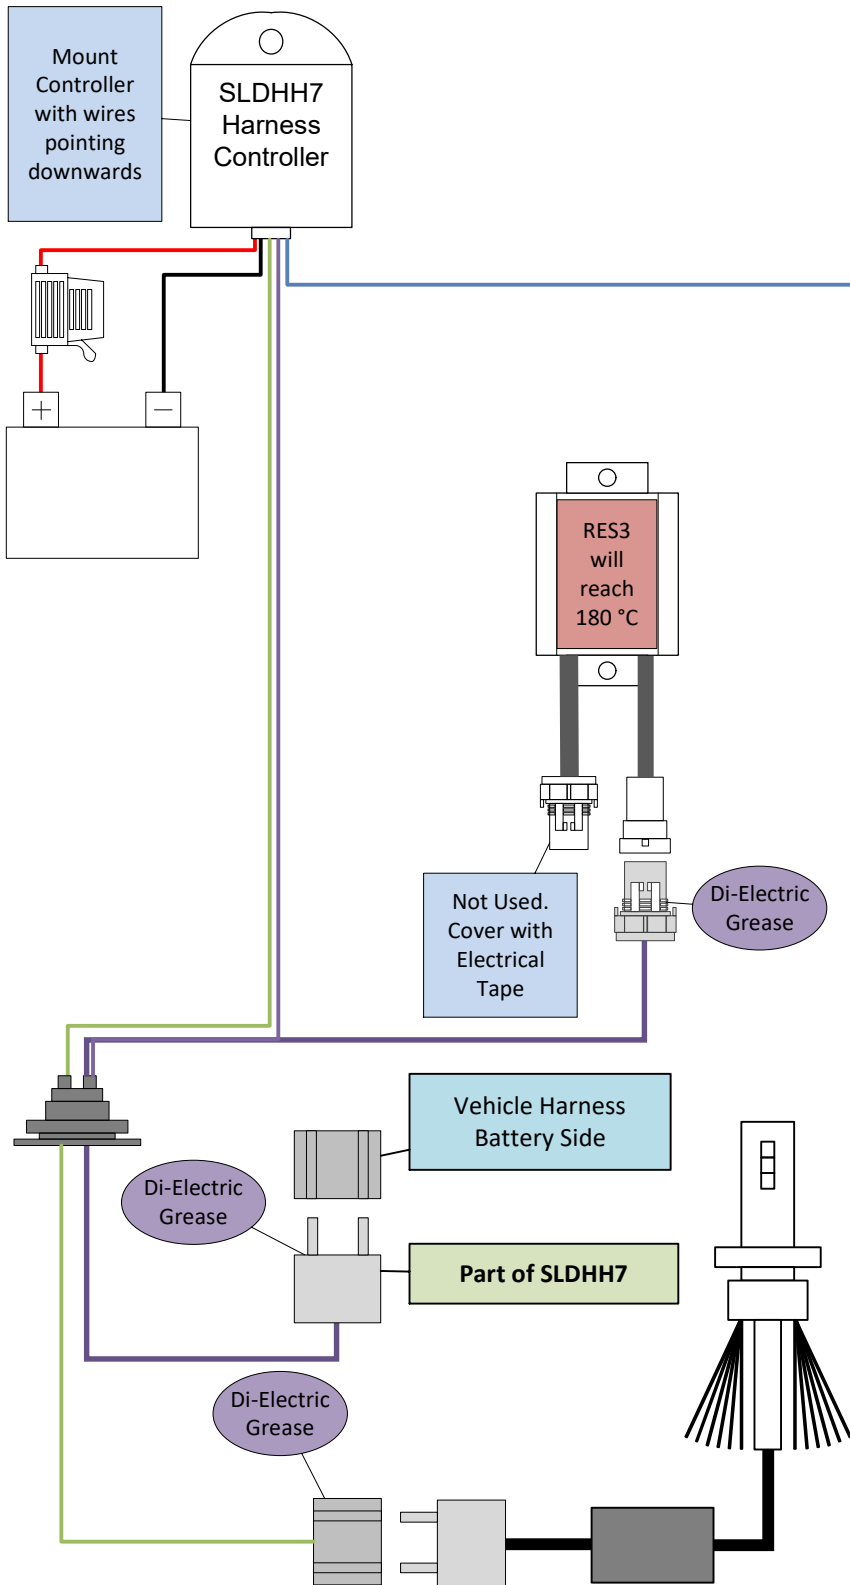 Mount
Controller
with wires
pointing
downwards
SLDHH7
Harness
Controller
+
−
RES3
will
reach
180 °C
Not Used.
Cover with
Electrical
Tape
Di-Electric
Grease
Vehicle Harness
Battery Side
Di-Electric
Grease
Part of SLDHH7
Di-Electric
Grease